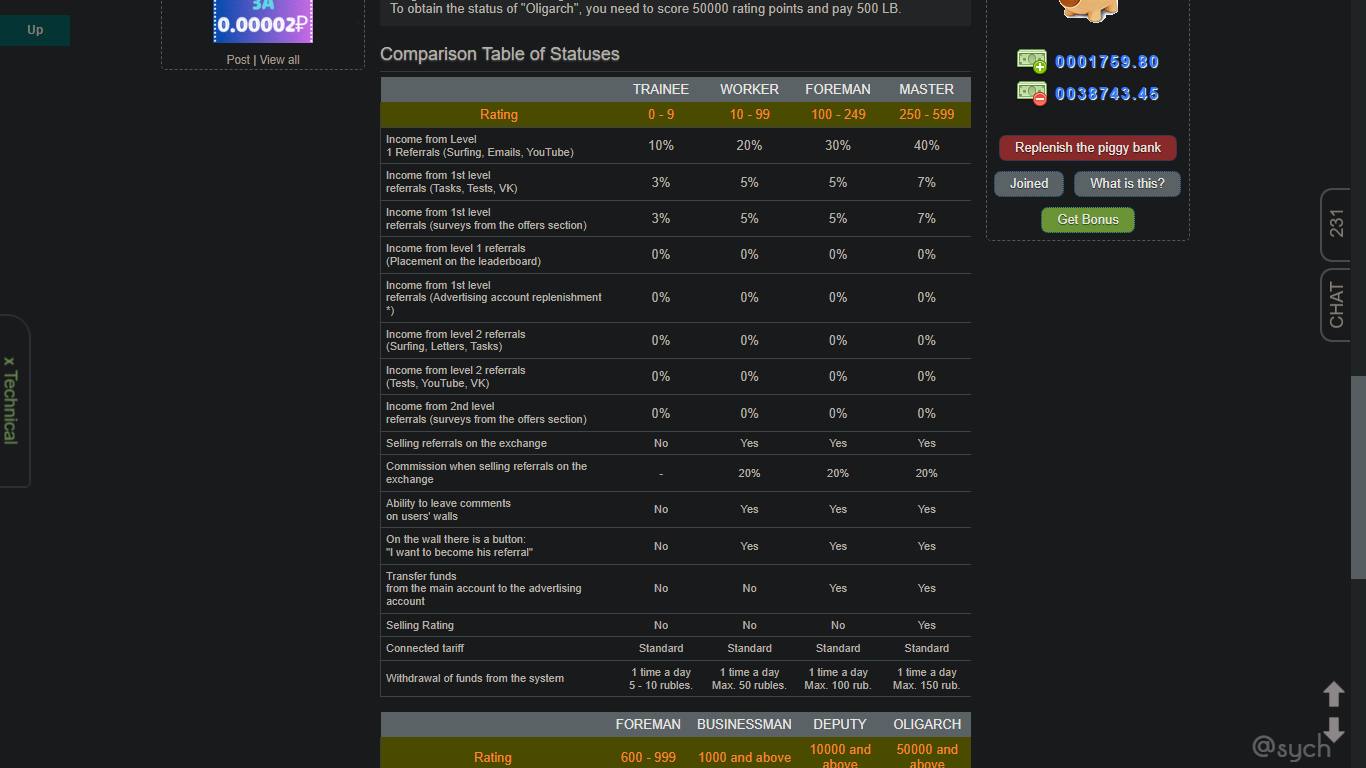 Up
3A
0.00002₽
Post | View all
To obtain the status of "Oligarch", you need to score 50000 rating points and pay 500 LB.
Comparison Table of Statuses
TRAINEE WORKER FOREMAN MASTER
Rating 0 - 9 10 - 99 100 - 249 250 - 599
Income from Level
1 Referrals (Surfing, Emails, YouTube) 10% 20% 30% 40%
Income from 1st level
referrals (Tasks, Tests, VK) 3% 5% 5% 7%
Income from 1st level
referrals (surveys from the offers section) 3% 5% 5% 7%
Income from level 1 referrals
(Placement on the leaderboard) 0% 0% 0% 0%
Income from 1st level
referrals (Advertising account replenishment 0% 0% 0% 0%
*)
Income from level 2 referrals
(Surfing, Letters, Tasks) 0% 0% 0% 0%
Income from level 2 referrals
(Tests, YouTube, VK) 0% 0% 0% 0%
Income from 2nd level
referrals (surveys from the offers section) 0% 0% 0% 0%
Selling referrals on the exchange No Yes Yes Yes
Commission when selling referrals on the
exchange - 20% 20% 20%
Ability to leave comments
on users' walls No Yes Yes Yes
On the wall there is a button:
"I want to become his referral" No Yes Yes Yes
Transfer funds
from the main account to the advertising No No Yes Yes
account
Selling Rating No No No Yes
Connected tariff Standard Standard Standard Standard
Withdrawal of funds from the system 1 time a day 1 time a day 1 time a day 1 time a day
5 - 10 rubles. Max. 50 rubles. Max. 100 rub. Max. 150 rub.
FOREMAN BUSINESSMAN DEPUTY OLIGARCH
Rating 600 - 999 1000 and above 10000 and 50000 and
above above
0001759.80
0038743.45
Replenish the piggy bank
Joined What is this?
Get Bonus
231
CHAT
x Technical
@sych